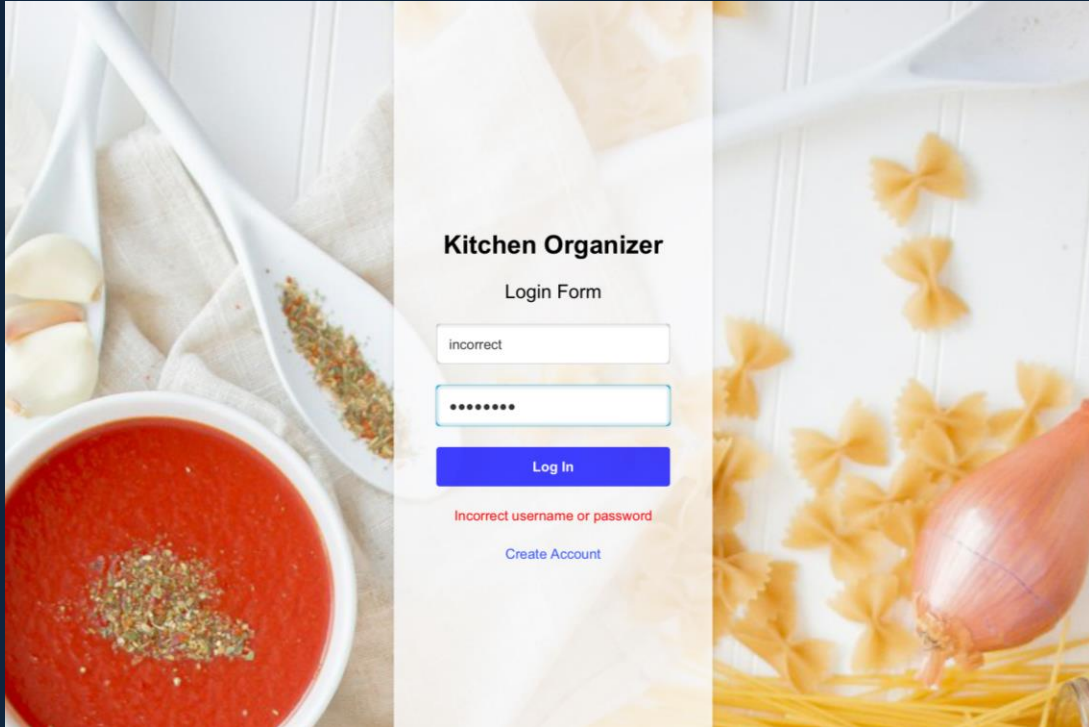 Kitchen Organizer
Login Form
incorrect
••••••••
Log In
Incorrect username or password
Create Account